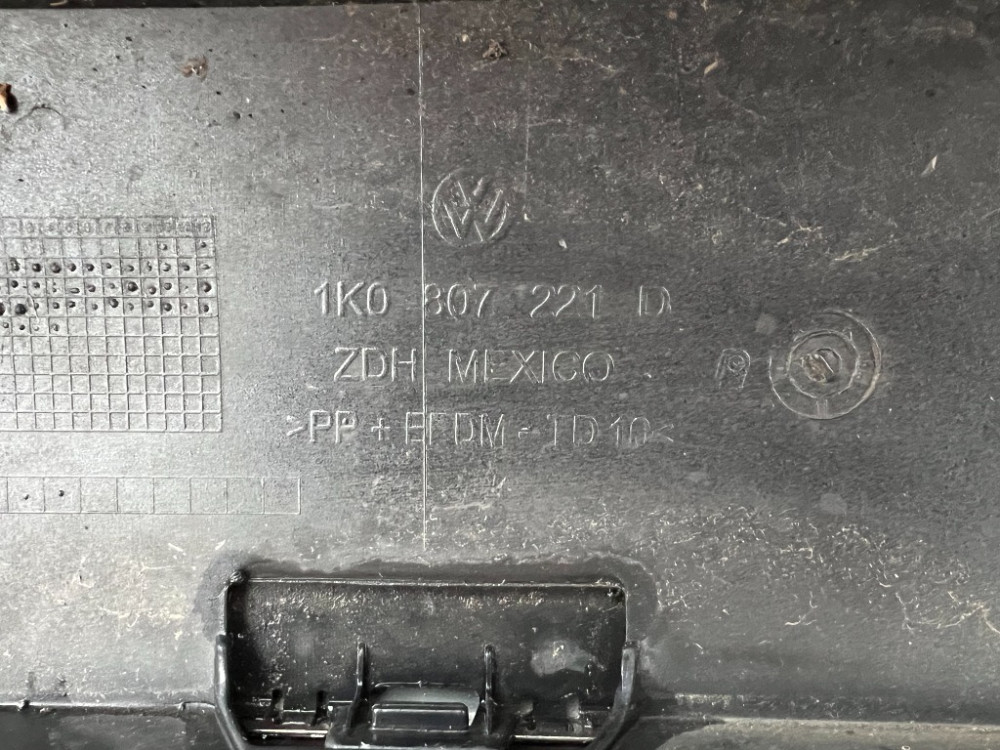 1K0 807 221 D
ZDH MEXICO
>PP + EPDM - TD 10<